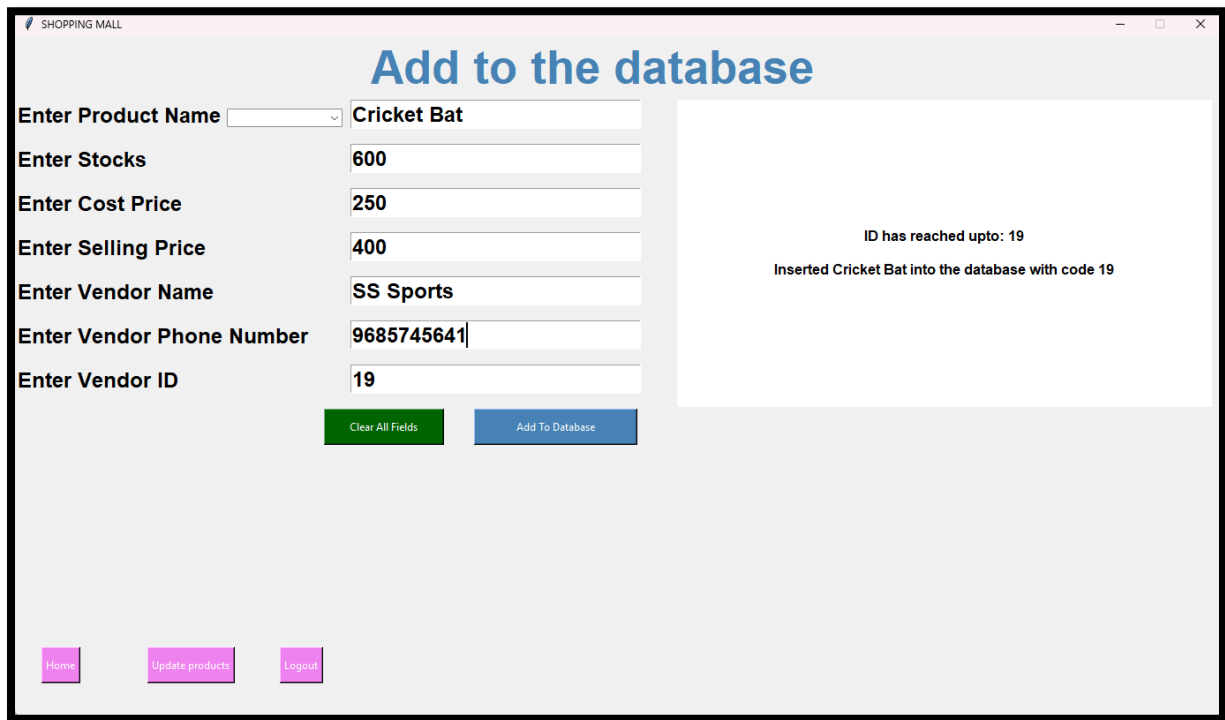 SHOPPING MALL
Add to the database
Enter Product Name Cricket Bat
Enter Stocks 600
Enter Cost Price 250
Enter Selling Price 400
Enter Vendor Name SS Sports
Enter Vendor Phone Number 9685745641
Enter Vendor ID 19
Clear All Fields Add To Database
ID has reached upto: 19
Inserted Cricket Bat into the database with code 19
Home Update products Logout